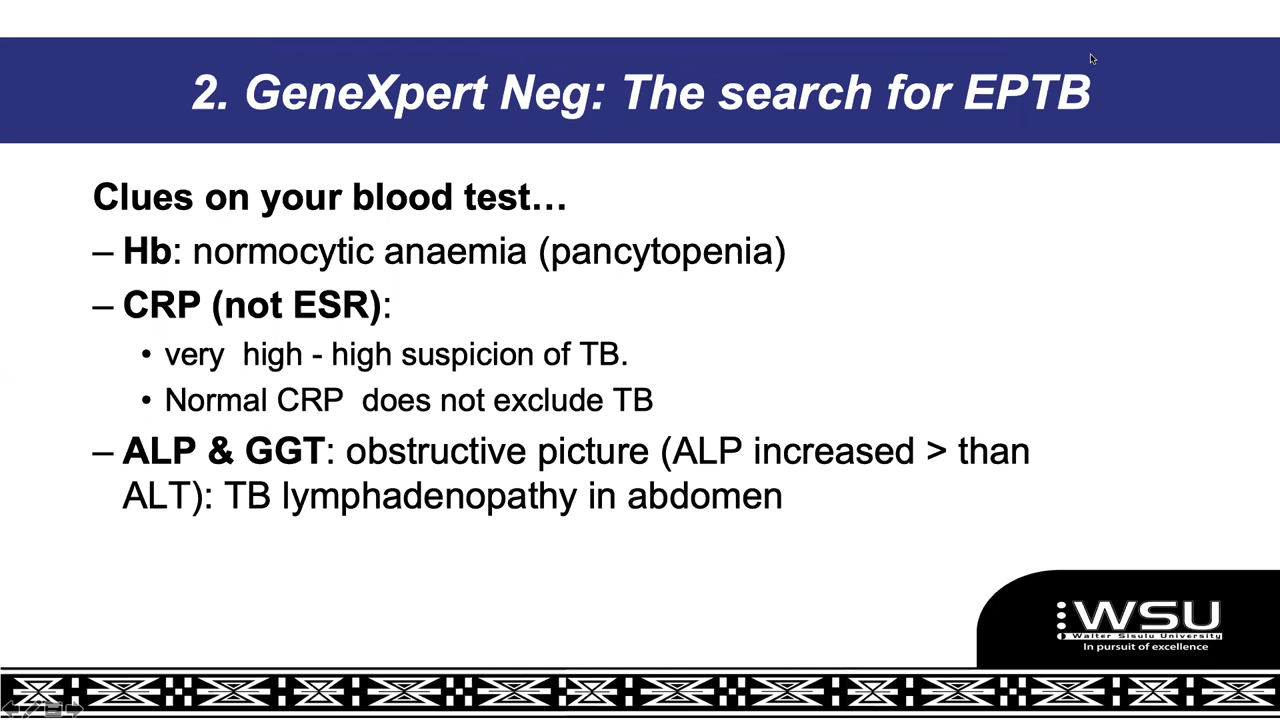 2. GeneXpert Neg: The search for EPTB
Clues on your blood test…
– Hb: normocytic anaemia (pancytopenia)
– CRP (not ESR):
• very  high - high suspicion of TB.
• Normal CRP  does not exclude TB
– ALP & GGT: obstructive picture (ALP increased > than
ALT): TB lymphadenopathy in abdomen
WSU
Walter Sisulu University
In pursuit of excellence